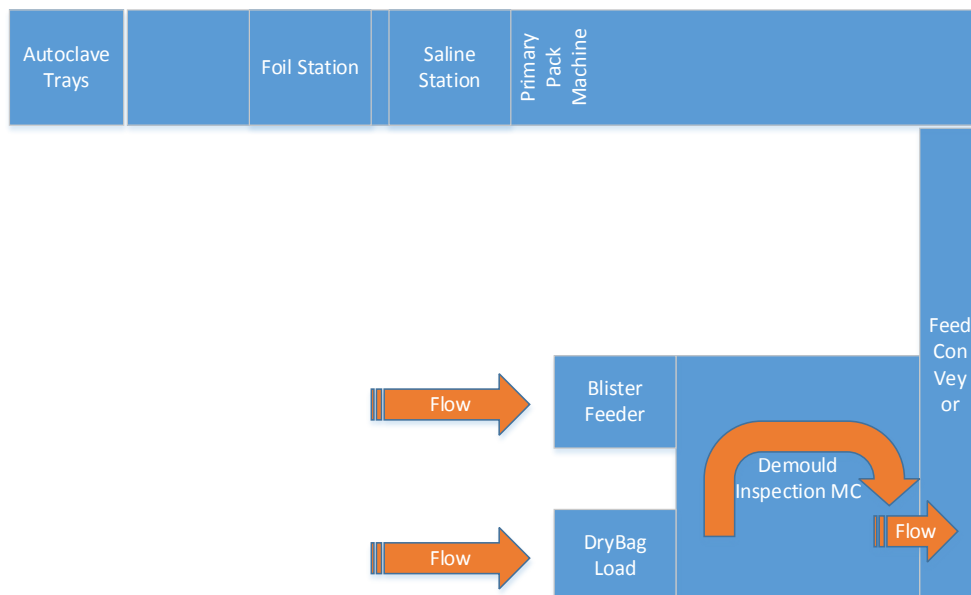 Autoclave
Trays
Foil Station
Saline
Station
Primary
Pack
Machine
Feed
Con
Vey
or
Flow
Blister
Feeder
Demould
Inspection MC
Flow
Flow
DryBag
Load